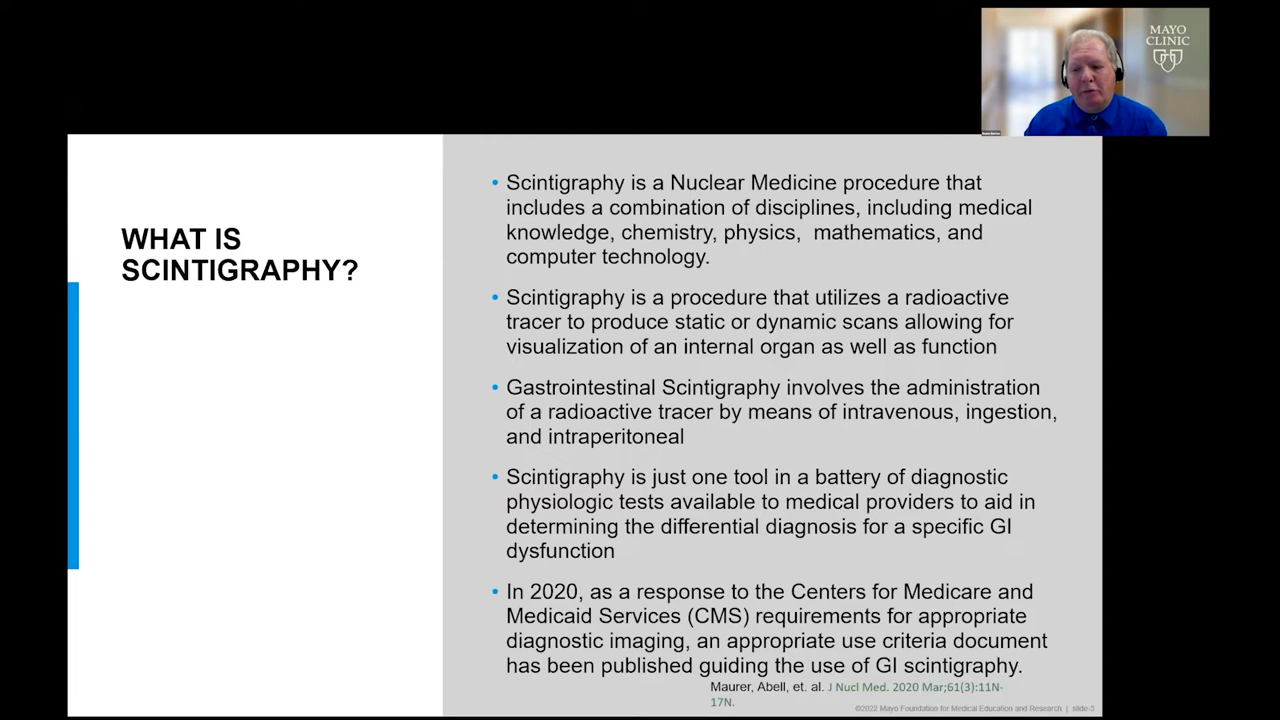 MAYO
CLINIC
WHAT IS
SCINTIGRAPHY?
• Scintigraphy is a Nuclear Medicine procedure that
includes a combination of disciplines, including medical
knowledge, chemistry, physics,  mathematics, and
computer technology.
• Scintigraphy is a procedure that utilizes a radioactive
tracer to produce static or dynamic scans allowing for
visualization of an internal organ as well as function
• Gastrointestinal Scintigraphy involves the administration
of a radioactive tracer by means of intravenous, ingestion,
and intraperitoneal
• Scintigraphy is just one tool in a battery of diagnostic
physiologic tests available to medical providers to aid in
determining the differential diagnosis for a specific GI
dysfunction
• In 2020, as a response to the Centers for Medicare and
Medicaid Services (CMS) requirements for appropriate
diagnostic imaging, an appropriate use criteria document
has been published guiding the use of GI scintigraphy.
Maurer, Abell, et. al. J Nucl Med. 2020 Mar;61(3):11N-
17N.
©2022 Mayo Foundation for Medical Education and Research | slide-3